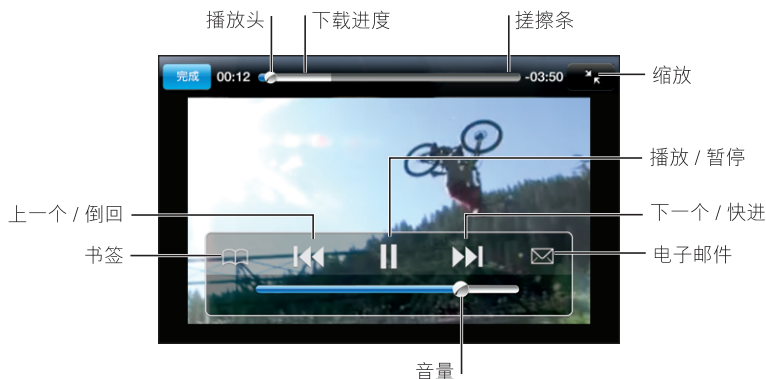 播放头 下载进度 搓擦条
完成 00:12 -03:50 缩放
播放 / 暂停
上一个 / 倒回 下一个 / 快进
书签 电子邮件
音量